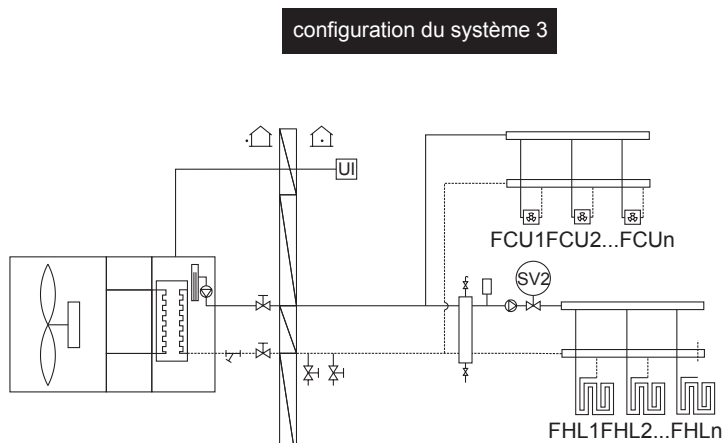 configuration du système 3
UI
FCU1FCU2...FCUn
SV2
FHL1FHL2...FHLn